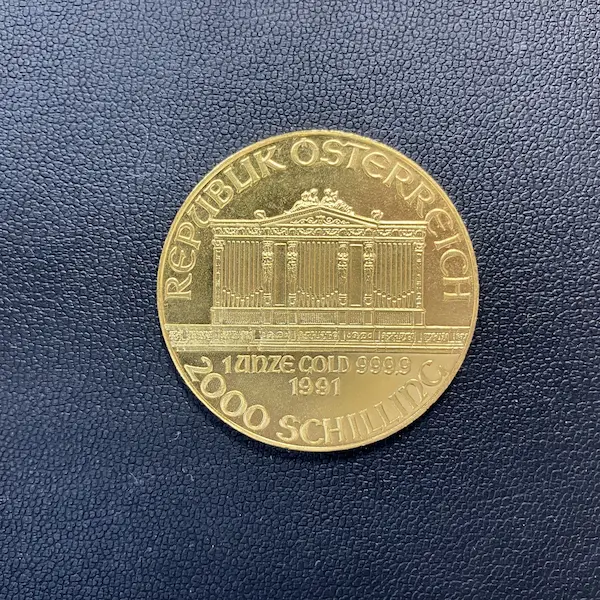 REPUBLIK ÖSTERREICH
1 UNZE GOLD 999.9
1991
2000 SCHILLING